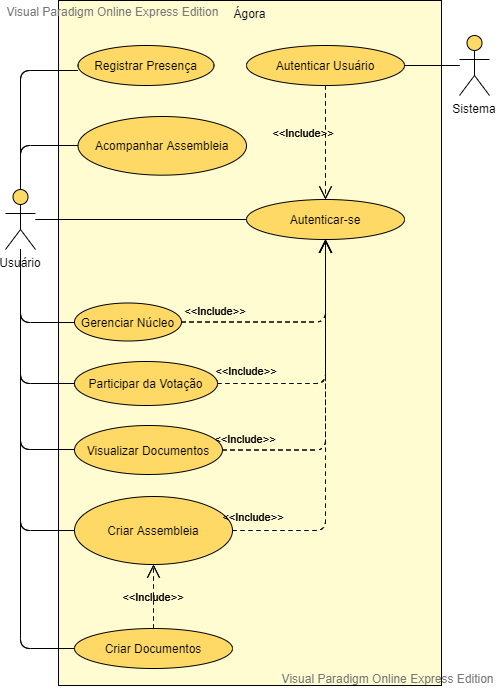 Visual Paradigm Online Express Edition
Ágora
Registrar Presença
Autenticar Usuário
Sistema
<<Include>>
Acompanhar Assembleia
Autenticar-se
Usuário
<<Include>>
Gerenciar Núcleo
<<Include>>
Participar da Votação
<<Include>>
Visualizar Documentos
<<Include>>
Criar Assembleia
<<Include>>
Criar Documentos
Visual Paradigm Online Express Edition